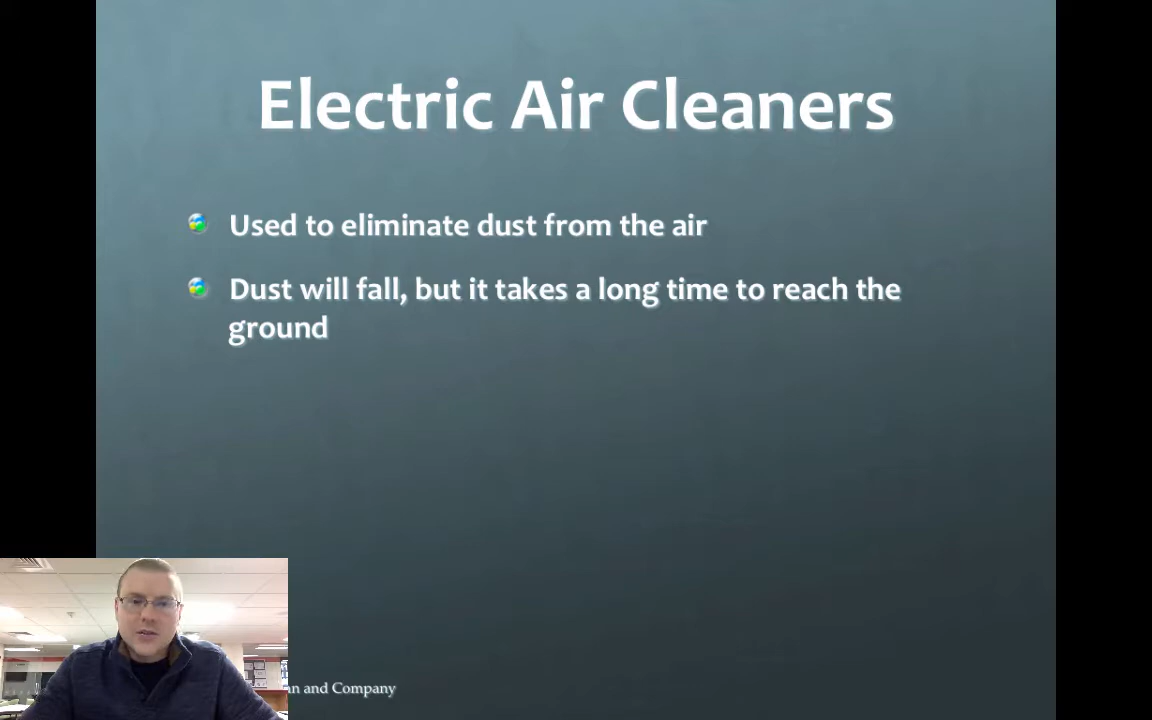 Electric Air Cleaners
Used to eliminate dust from the air
Dust will fall, but it takes a long time to reach the
ground
and Company